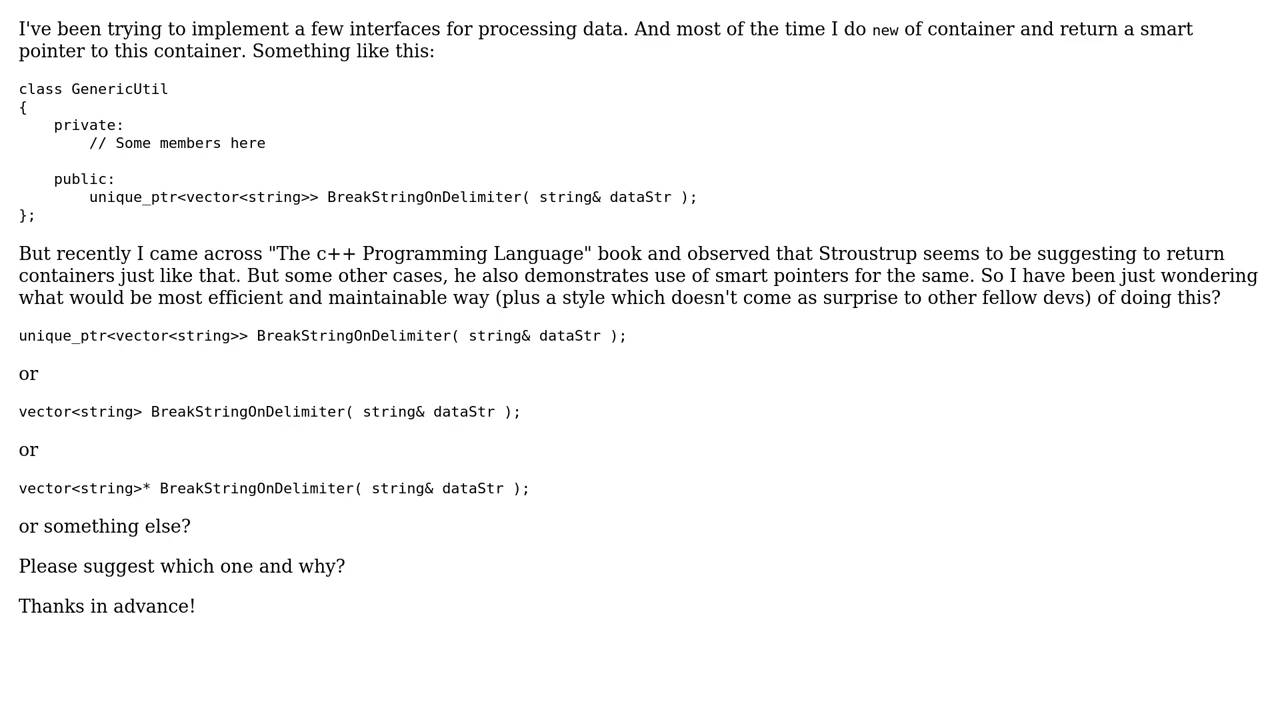 I've been trying to implement a few interfaces for processing data. And most of the time I do new of container and return a smart
pointer to this container. Something like this:
class GenericUtil
{
    private:
        // Some members here
    public:
        unique_ptr<vector<string>> BreakStringOnDelimiter( string& dataStr );
};
But recently I came across "The c++ Programming Language" book and observed that Stroustrup seems to be suggesting to return
containers just like that. But some other cases, he also demonstrates use of smart pointers for the same. So I have been just wondering
what would be most efficient and maintainable way (plus a style which doesn't come as surprise to other fellow devs) of doing this?
unique_ptr<vector<string>> BreakStringOnDelimiter( string& dataStr );
or
vector<string> BreakStringOnDelimiter( string& dataStr );
or
vector<string>* BreakStringOnDelimiter( string& dataStr );
or something else?
Please suggest which one and why?
Thanks in advance!